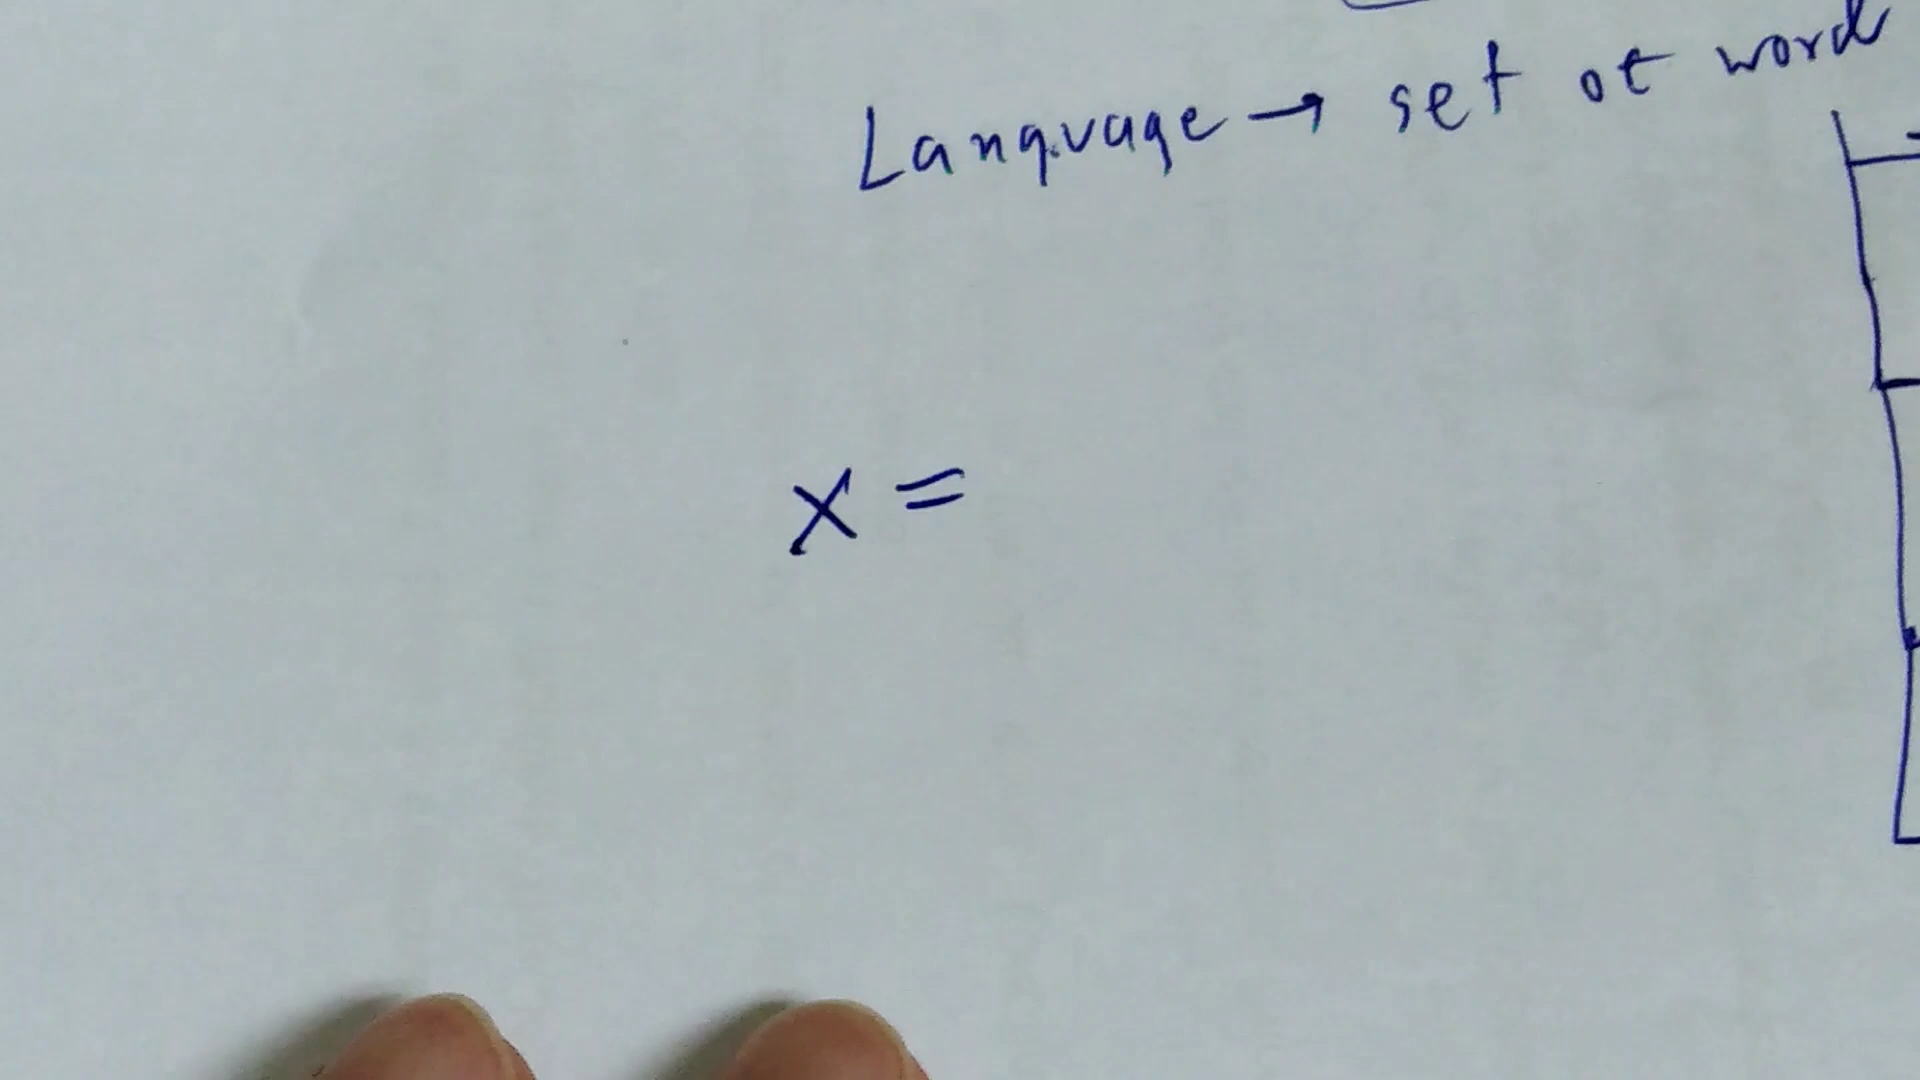 Language → set of word
x =